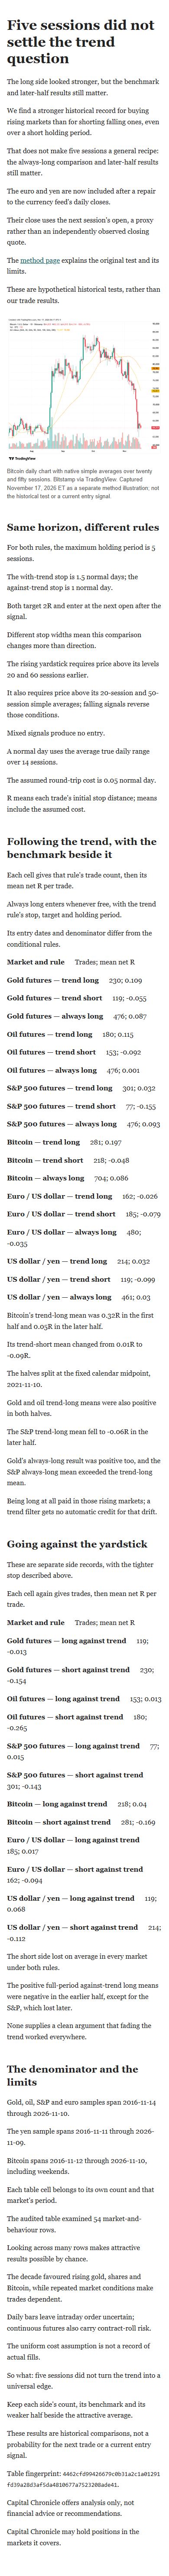 Five sessions did not
settle the trend
question
The long side looked stronger, but the benchmark
and later-half results still matter.
We find a stronger historical record for buying
rising markets than for shorting falling ones, even
over a short holding period.
That does not make five sessions a general recipe:
the always-long comparison and later-half results
still matter.
The euro and yen are now included after a repair
to the currency feed's daily closes.
Their close uses the next session's open, a proxy
rather than an independently observed closing
quote.
The method page explains the original test and its
limits.
These are hypothetical historical tests, rather than
our trade results.
TradingView
Bitcoin daily chart with native simple averages over twenty
and fifty sessions. Bitstamp via TradingView. Captured
November 17, 2026 ET as a separate method illustration; not
the historical test or a current entry signal.
Same horizon, different rules
For both rules, the maximum holding period is 5
sessions.
The with-trend stop is 1.5 normal days; the
against-trend stop is 1 normal day.
Both target 2R and enter at the next open after the
signal.
Different stop widths mean this comparison
changes more than direction.
The rising yardstick requires price above its levels
20 and 60 sessions earlier.
It also requires price above its 20-session and 50-
session simple averages; falling signals reverse
those conditions.
Mixed signals produce no entry.
A normal day uses the average true daily range
over 14 sessions.
The assumed round-trip cost is 0.05 normal day.
R means each trade's initial stop distance; means
include the assumed cost.
Following the trend, with the
benchmark beside it
Each cell gives that rule's trade count, then its
mean net R per trade.
Always long enters whenever free, with the trend
rule's stop, target and holding period.
Its entry dates and denominator differ from the
conditional rules.
Market and rule Trades; mean net R
Gold futures — trend long 230; 0.109
Gold futures — trend short 119; -0.055
Gold futures — always long 476; 0.087
Oil futures — trend long 180; 0.115
Oil futures — trend short 153; -0.092
Oil futures — always long 476; 0.001
S&P 500 futures — trend long 301; 0.032
S&P 500 futures — trend short 77; -0.155
S&P 500 futures — always long 476; 0.093
Bitcoin — trend long 281; 0.197
Bitcoin — trend short 218; -0.048
Bitcoin — always long 704; 0.086
Euro / US dollar — trend long 162; -0.026
Euro / US dollar — trend short 185; -0.079
Euro / US dollar — always long 480;
-0.035
US dollar / yen — trend long 214; 0.032
US dollar / yen — trend short 119; -0.099
US dollar / yen — always long 461; 0.03
Bitcoin's trend-long mean was 0.32R in the first
half and 0.05R in the later half.
Its trend-short mean changed from 0.01R to
-0.09R.
The halves split at the fixed calendar midpoint,
2021-11-10.
Gold and oil trend-long means were also positive
in both halves.
The S&P trend-long mean fell to -0.06R in the
later half.
Gold's always-long result was positive too, and the
S&P always-long mean exceeded the trend-long
mean.
Being long at all paid in those rising markets; a
trend filter gets no automatic credit for that drift.
Going against the yardstick
These are separate side records, with the tighter
stop described above.
Each cell again gives trades, then mean net R per
trade.
Market and rule Trades; mean net R
Gold futures — long against trend 119;
-0.013
Gold futures — short against trend 230;
-0.154
Oil futures — long against trend 153; 0.013
Oil futures — short against trend 180;
-0.265
S&P 500 futures — long against trend 77;
0.015
S&P 500 futures — short against trend
301; -0.143
Bitcoin — long against trend 218; 0.04
Bitcoin — short against trend 281; -0.169
Euro / US dollar — long against trend
185; 0.017
Euro / US dollar — short against trend
162; -0.094
US dollar / yen — long against trend 119;
0.068
US dollar / yen — short against trend 214;
-0.112
The short side lost on average in every market
under both rules.
The positive full-period against-trend long means
were negative in the earlier half, except for the
S&P, which lost later.
None supplies a clean argument that fading the
trend worked everywhere.
The denominator and the
limits
Gold, oil, S&P and euro samples span 2016-11-14
through 2026-11-10.
The yen sample spans 2016-11-11 through 2026-
11-09.
Bitcoin spans 2016-11-12 through 2026-11-10,
including weekends.
Each table cell belongs to its own count and that
market's period.
The audited table examined 54 market-and-
behaviour rows.
Looking across many rows makes attractive
results possible by chance.
The decade favoured rising gold, shares and
Bitcoin, while repeated market conditions make
trades dependent.
Daily bars leave intraday order uncertain;
continuous futures also carry contract-roll risk.
The uniform cost assumption is not a record of
actual fills.
So what: five sessions did not turn the trend into a
universal edge.
Keep each side's count, its benchmark and its
weaker half beside the attractive average.
These results are historical comparisons, not a
probability for the next trade or a current entry
signal.
Table fingerprint:
Capital Chronicle offers analysis only, not
financial advice or recommendations.
Capital Chronicle may hold positions in the
markets it covers.